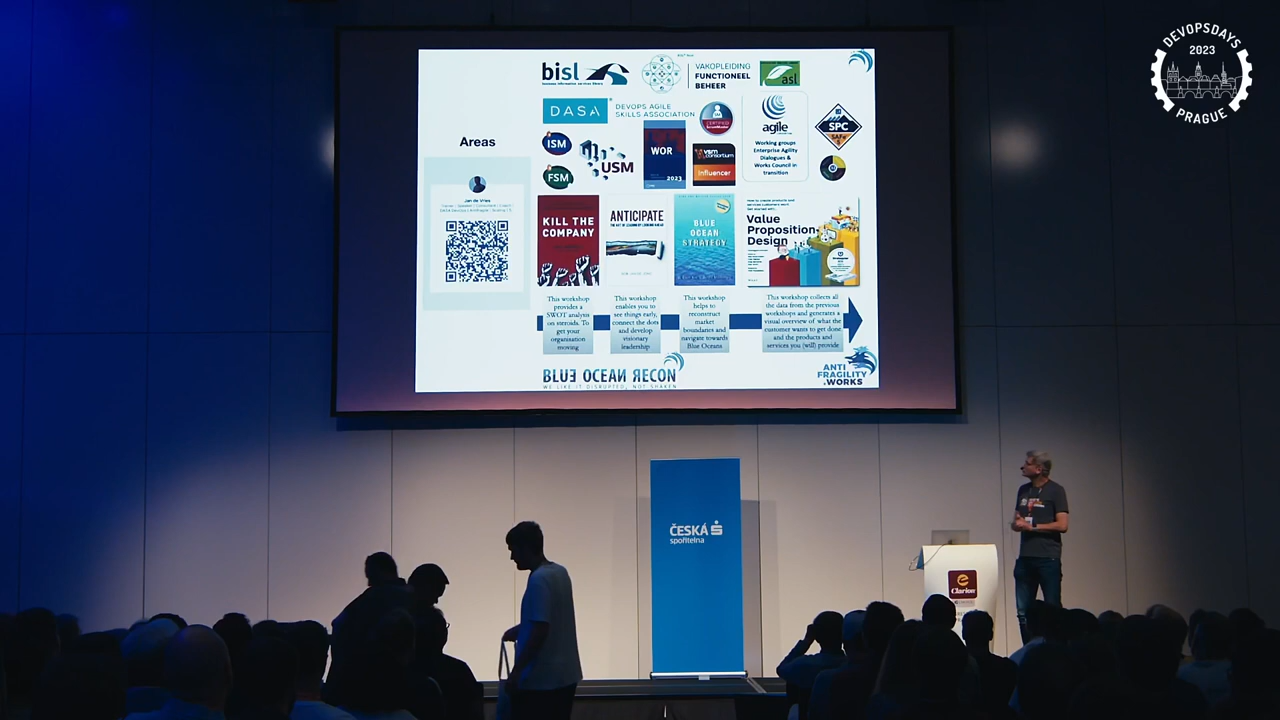 DEVOPSDAYS
2023
PRAGUE
bisl
VAKOPLEIDING
FUNCTIONEEL
BEHEER
asl
DASA
DEVOPS AGILE
SKILLS ASSOCIATION
Areas
ISM
FSM
USM
WOR
2023
vsm
consortium
influencer
agile
Working groups
Enterprise Agility
Dialogues &
Works Council in
transition
SPC
SAFe
Jan de Vries
KILL THE
COMPANY
ANTICIPATE
BLUE
OCEAN
STRATEGY
Value
Proposition
Design
This workshop
provides a
SWOT analysis
on steroids. To
get your
organisation
moving
This workshop
enables you to
see things early,
connect the dots
and develop
visionary
leadership
This workshop
helps to
reconstruct
market
boundaries and
navigate towards
Blue Oceans
This workshop collects all
the data from the previous
workshops and generates a
visual overview of what the
customer wants to get done
and the products and
services you (will) provide
BLUE OCEAN RECON
WE LIKE IT DISRUPTED, NOT SHAKEN
ANTI
FRAGILITY
.WORKS
ČESKÁ
spořitelna
Clarion